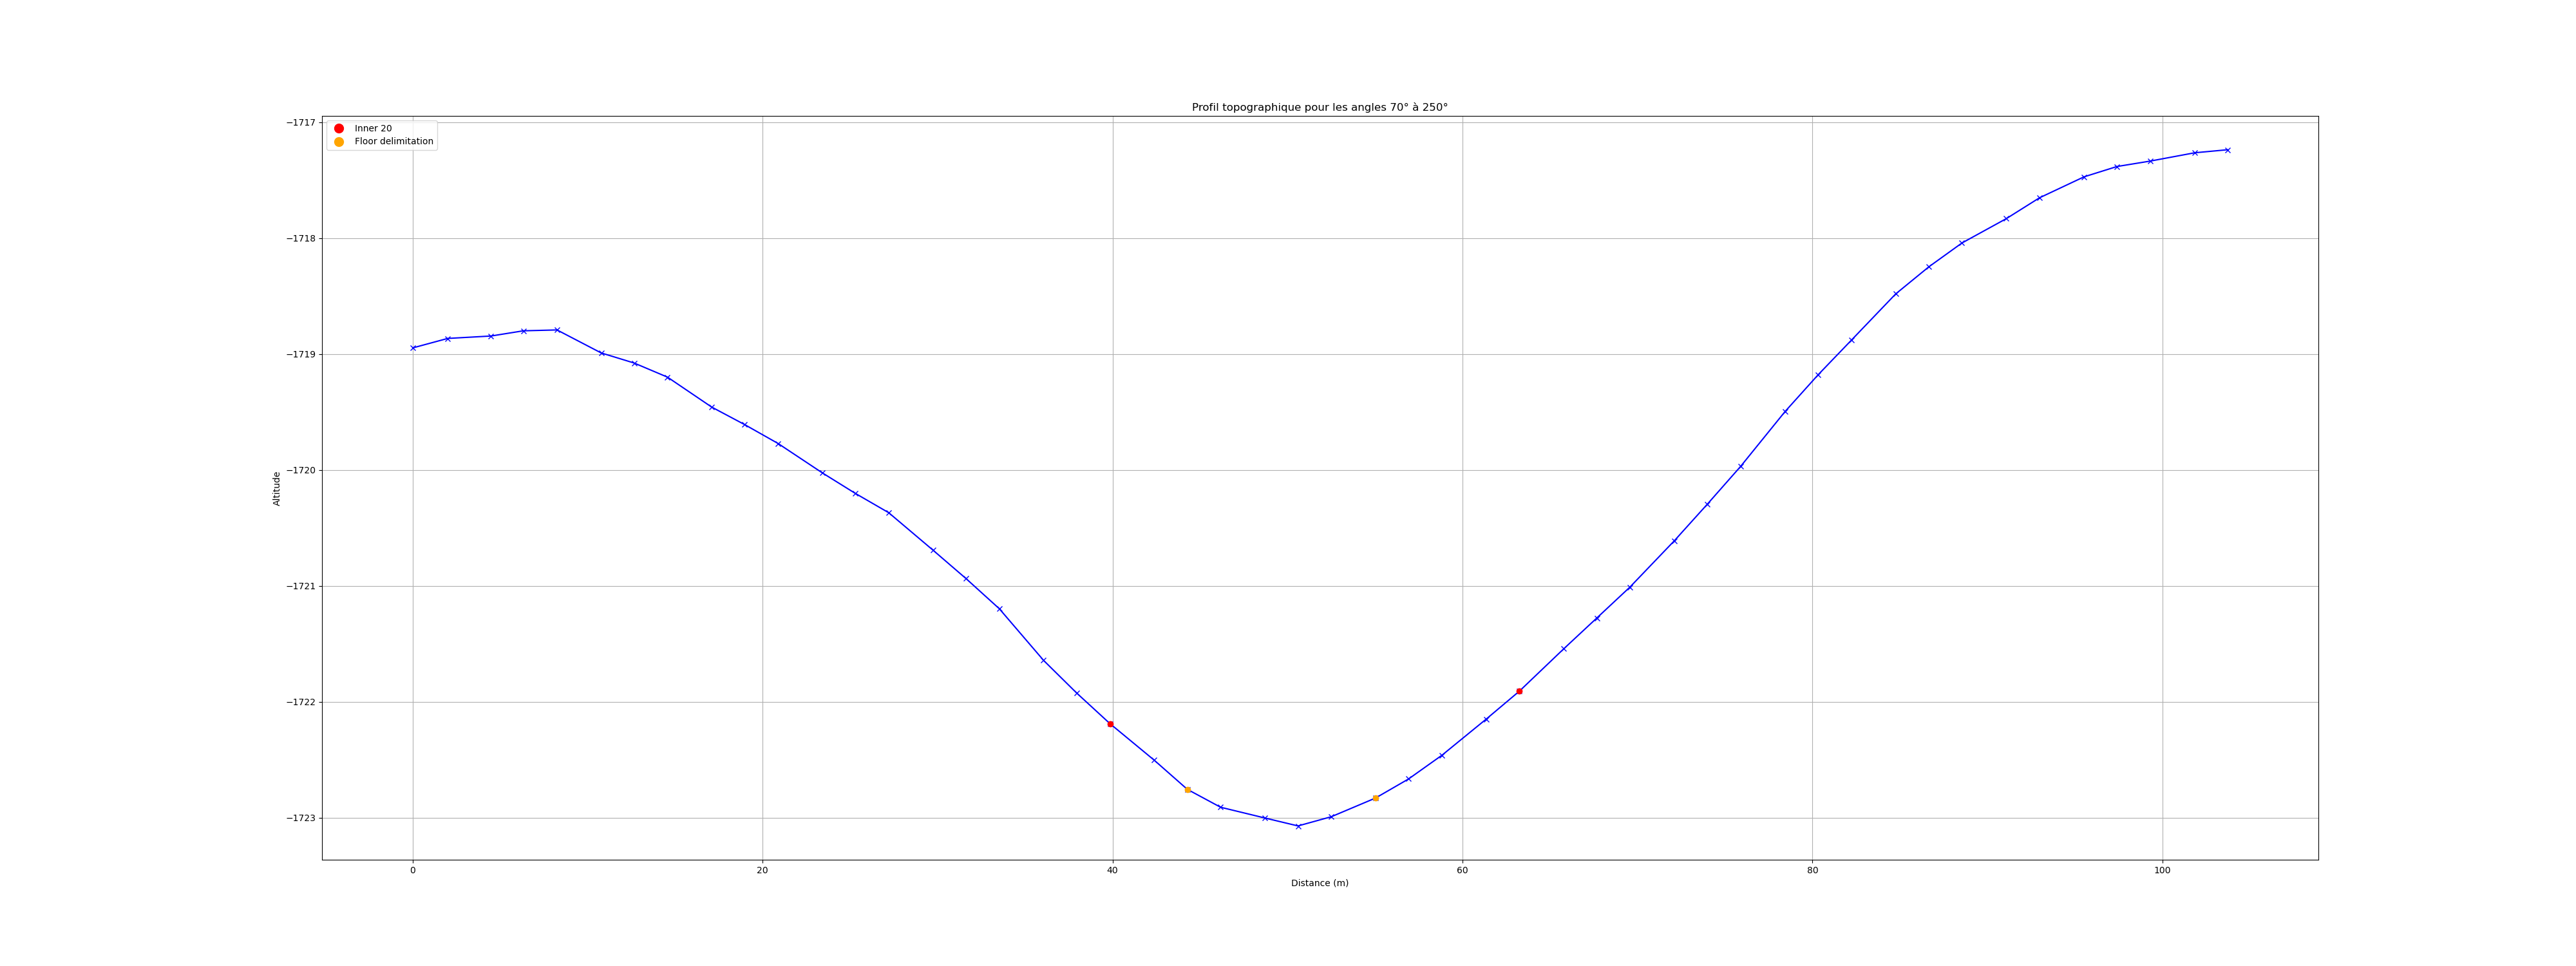 Profil topographique pour les angles 70° à 250°
Inner 20
Floor delimitation
−1717
−1718
−1719
−1720
−1721
−1722
−1723
Altitude
0 20 40 60 80 100
Distance (m)